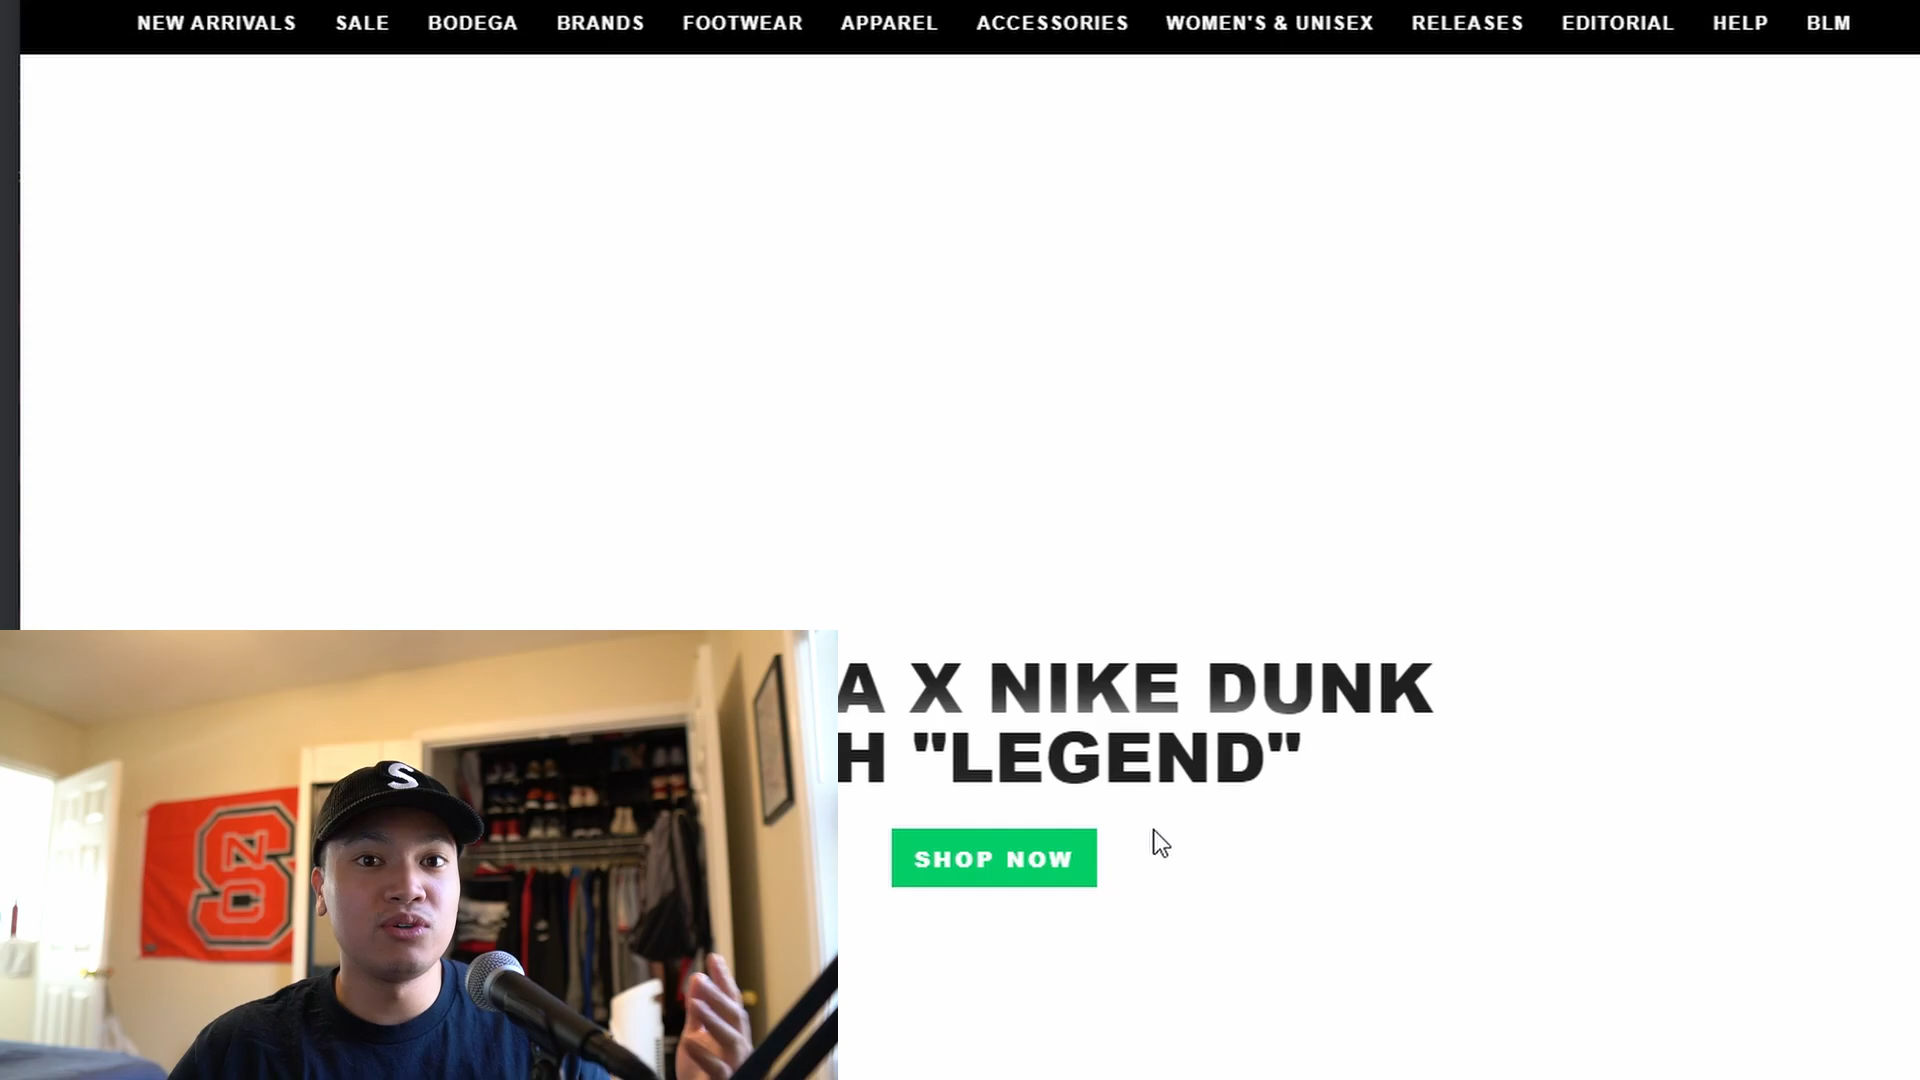 NEW ARRIVALS SALE BODEGA BRANDS FOOTWEAR APPAREL ACCESSORIES WOMEN'S & UNISEX RELEASES EDITORIAL HELP BLM
A X NIKE DUNK
H "LEGEND"
SHOP NOW
S
NCS